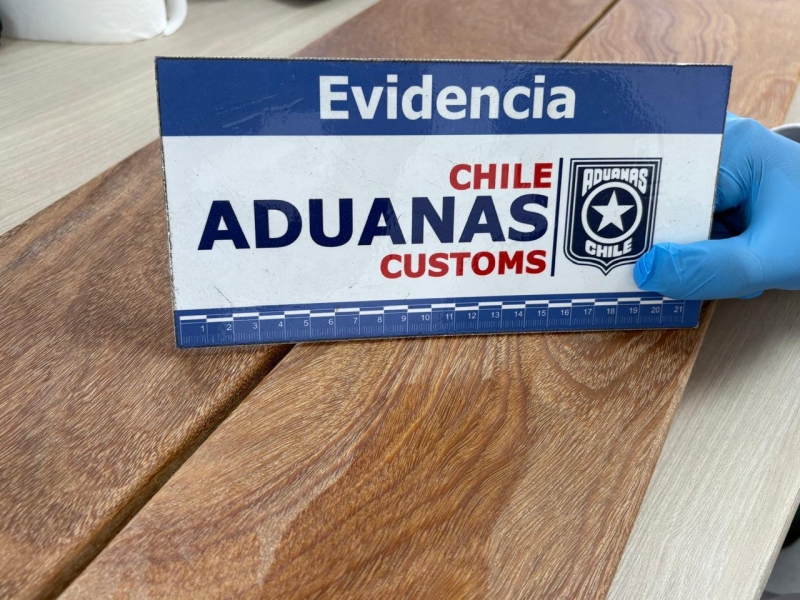 Evidencia
CHILE
ADUANAS
CUSTOMS
ADUANAS
CHILE
1 2 3 4 5 6 7 8 9 10 11 12 13 14 15 16 17 18 19 20 21